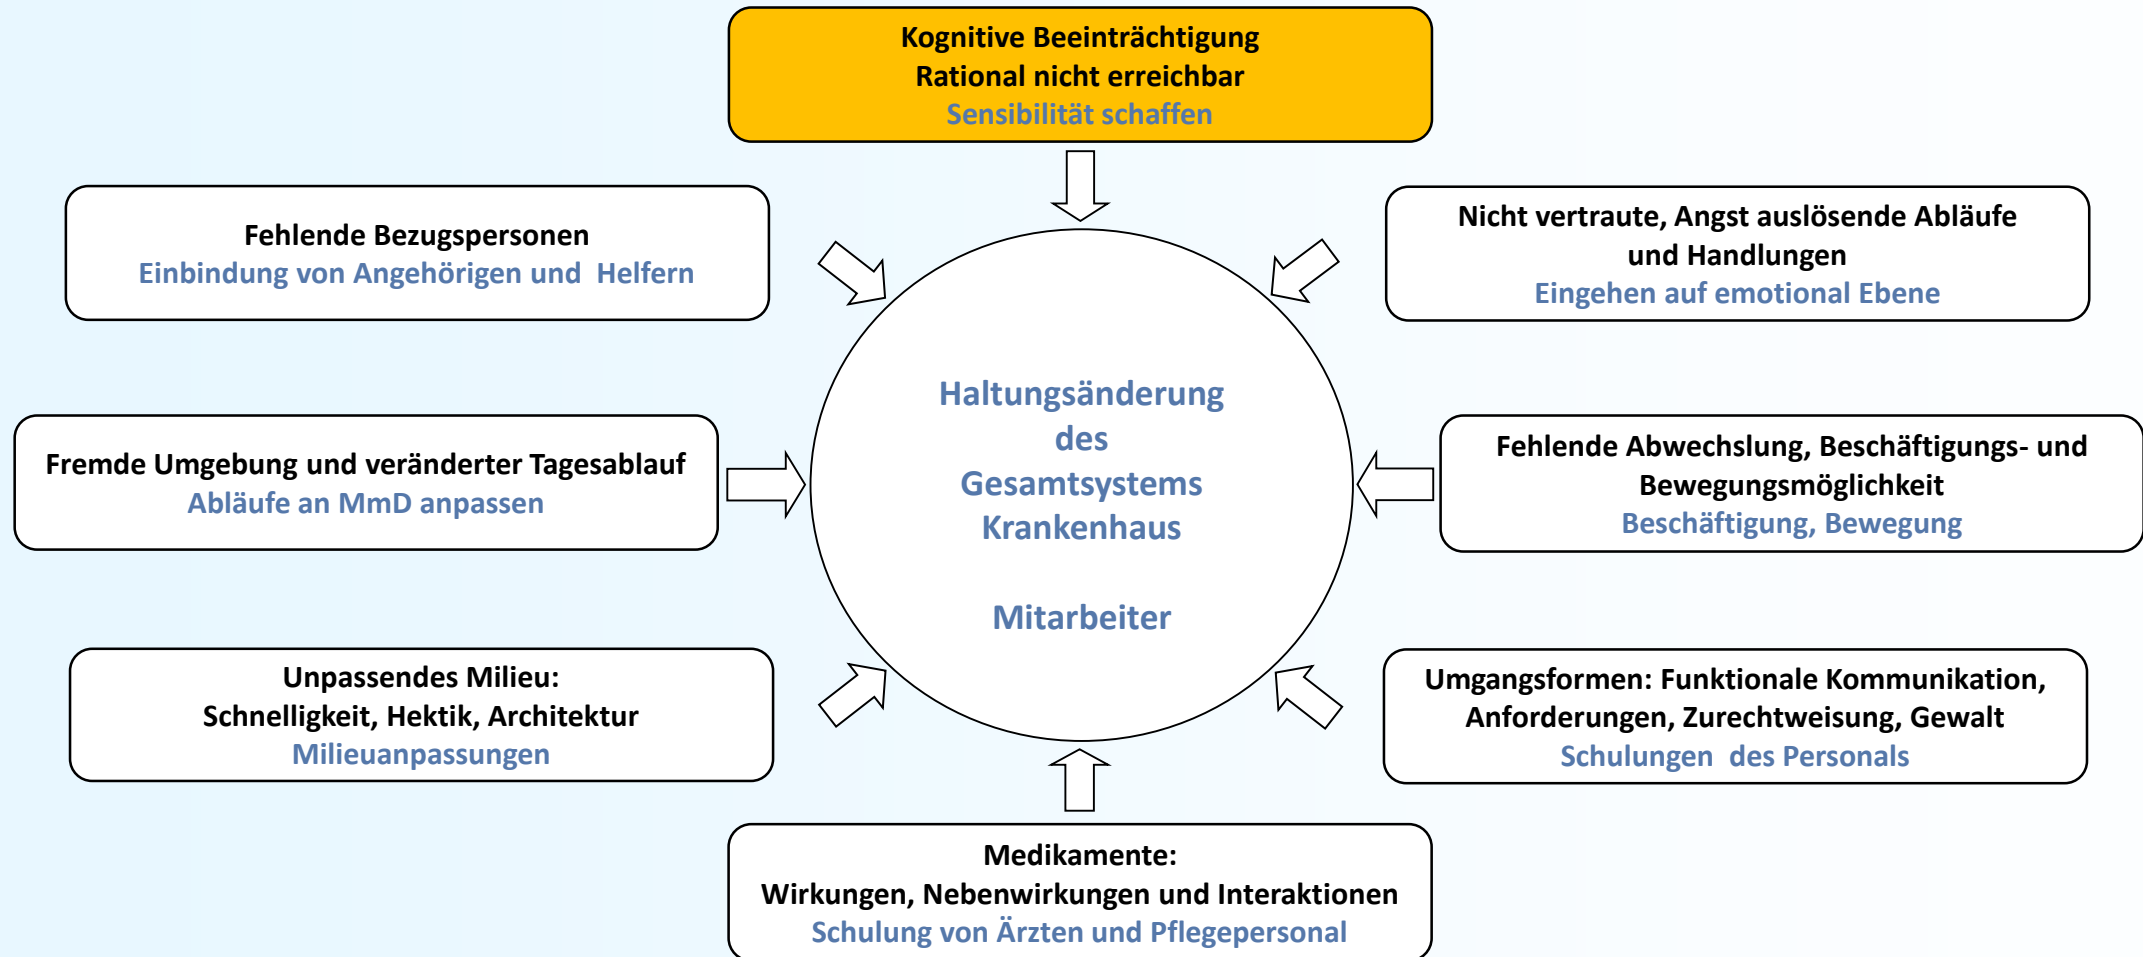 Kognitive Beeinträchtigung
Rational nicht erreichbar
Sensibilität schaffen
Fehlende Bezugspersonen
Einbindung von Angehörigen und  Helfern
Nicht vertraute, Angst auslösende Abläufe
und Handlungen
Eingehen auf emotional Ebene
Haltungsänderung
des
Gesamtsystems
Krankenhaus
Mitarbeiter
Fremde Umgebung und veränderter Tagesablauf
Abläufe an MmD anpassen
Fehlende Abwechslung, Beschäftigungs- und
Bewegungsmöglichkeit
Beschäftigung, Bewegung
Unpassendes Milieu:
Schnelligkeit, Hektik, Architektur
Milieuanpassungen
Umgangsformen: Funktionale Kommunikation,
Anforderungen, Zurechtweisung, Gewalt
Schulungen  des Personals
Medikamente:
Wirkungen, Nebenwirkungen und Interaktionen
Schulung von Ärzten und Pflegepersonal